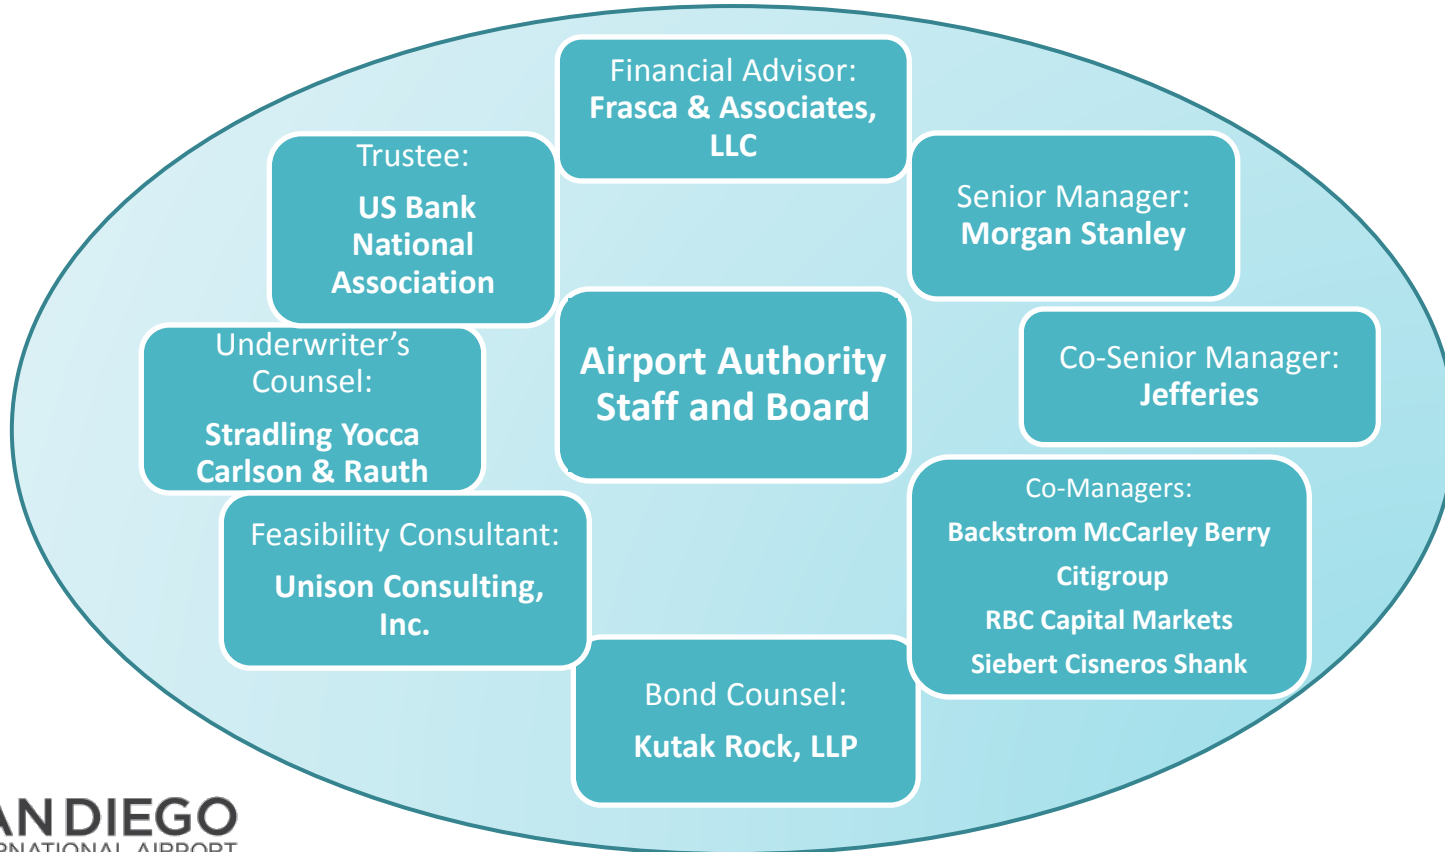 Financial Advisor:
Frasca & Associates,
LLC
Trustee:
US Bank
National
Association
Senior Manager:
Morgan Stanley
Underwriter’s
Counsel:
Stradling Yocca
Carlson & Rauth
Airport Authority
Staff and Board
Co-Senior Manager:
Jefferies
Feasibility Consultant:
Unison Consulting,
Inc.
Co-Managers:
Backstrom McCarley Berry
Citigroup
RBC Capital Markets
Siebert Cisneros Shank
Bond Counsel:
Kutak Rock, LLP
AN DIEGO
RNATIONAL AIRPORT